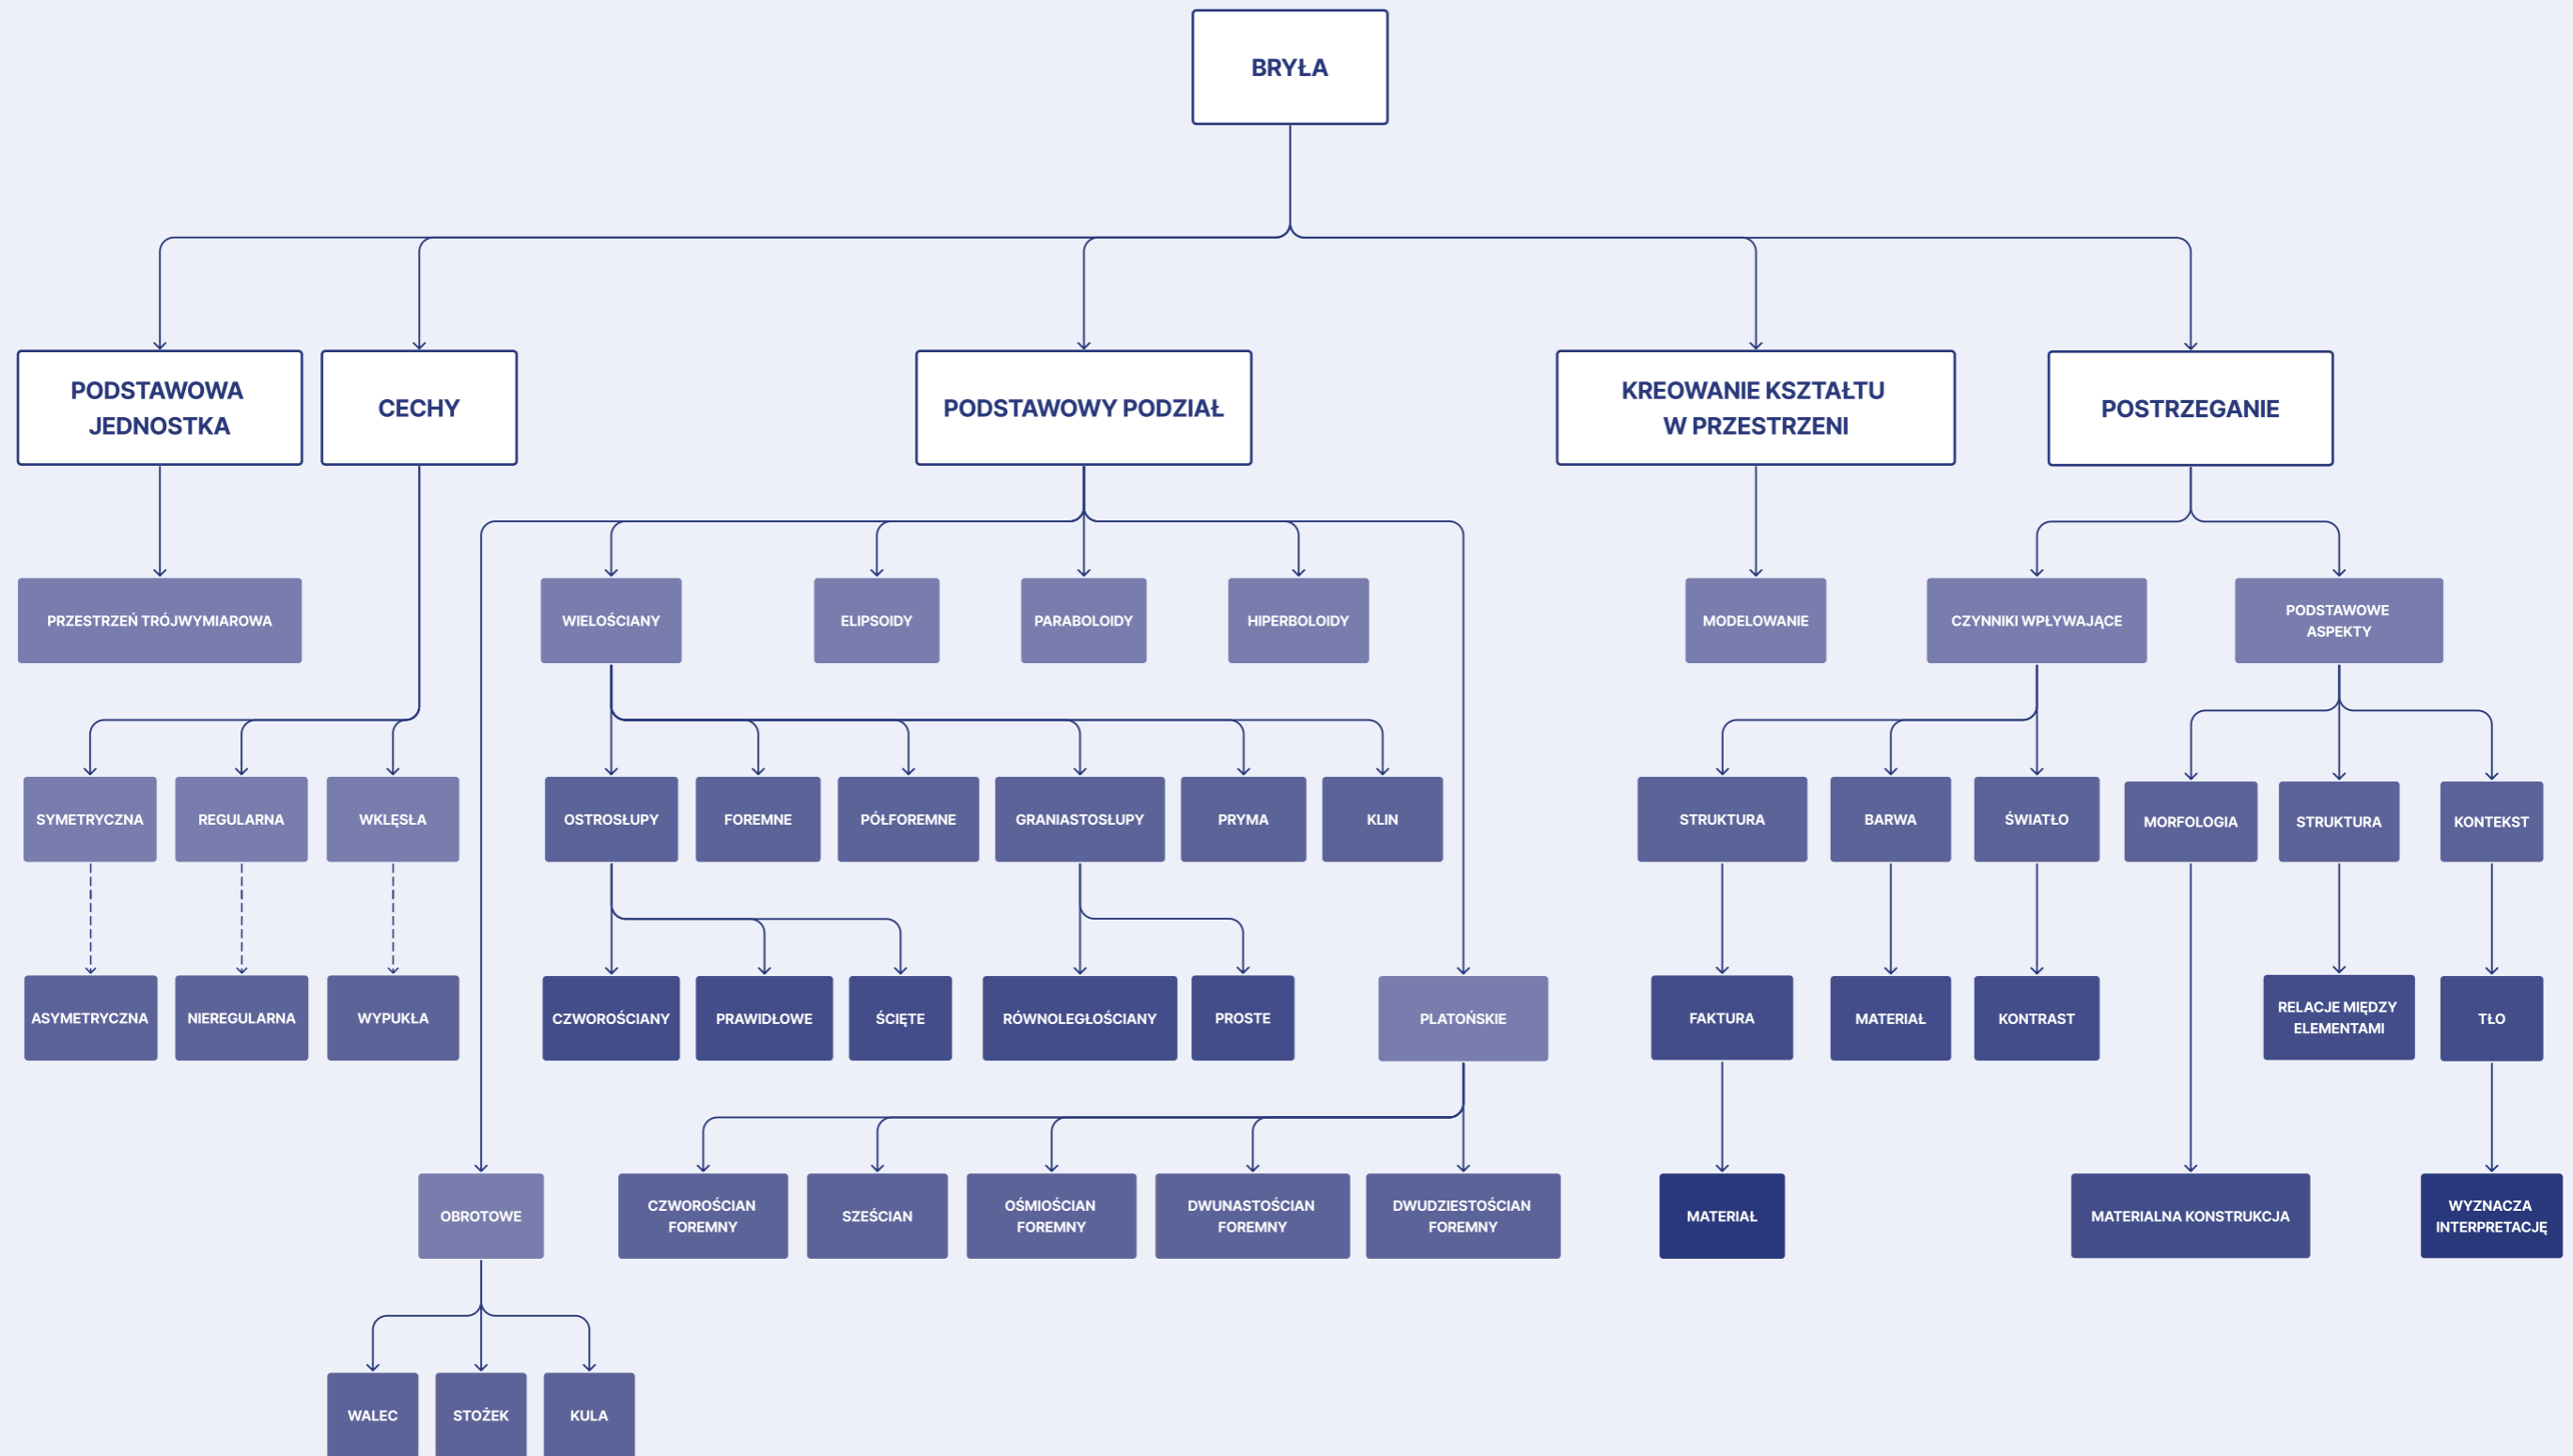 BRYŁA
PODSTAWOWA
JEDNOSTKA
CECHY
PODSTAWOWY PODZIAŁ
KREOWANIE KSZTAŁTU
W PRZESTRZENI
POSTRZEGANIE
PRZESTRZEŃ TRÓJWYMIAROWA
WIELOŚCIANY
ELIPSOIDY
PARABOLOIDY
HIPERBOLOIDY
MODELOWANIE
CZYNNIKI WPŁYWAJĄCE
PODSTAWOWE
ASPEKTY
SYMETRYCZNA
REGULARNA
WKLĘSŁA
OSTROSŁUPY
FOREMNE
PÓŁFOREMNE
GRANIASTOSŁUPY
PRYMA
KLIN
STRUKTURA
BARWA
ŚWIATŁO
MORFOLOGIA
STRUKTURA
KONTEKST
ASYMETRYCZNA
NIEREGULARNA
WYPUKŁA
CZWOROŚCIANY
PRAWIDŁOWE
ŚCIĘTE
RÓWNOLEGŁOŚCIANY
PROSTE
PLATOŃSKIE
FAKTURA
MATERIAŁ
KONTRAST
RELACJE MIĘDZY
ELEMENTAMI
TŁO
OBROTOWE
CZWOROŚCIAN
FOREMNY
SZEŚCIAN
OŚMIOŚCIAN
FOREMNY
DWUNASTOŚCIAN
FOREMNY
DWUDZIESTOŚCIAN
FOREMNY
MATERIAŁ
MATERIALNA KONSTRUKCJA
WYZNACZA
INTERPRETACJĘ
WALEC
STOŻEK
KULA